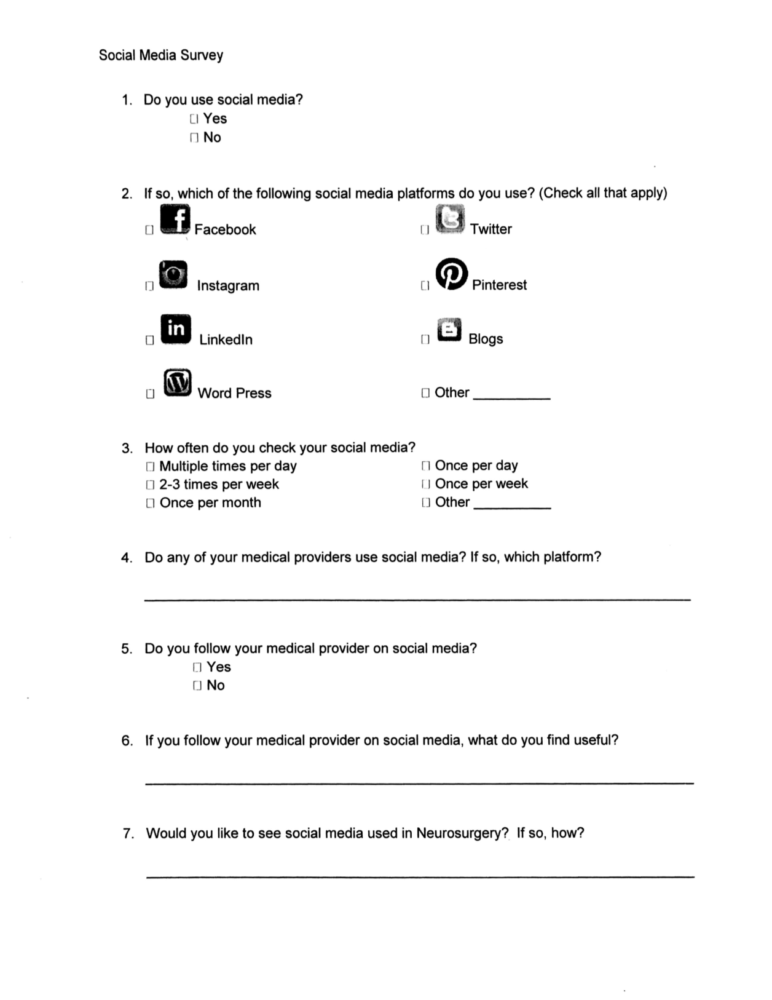 Social Media Survey
1. Do you use social media?
☐ Yes
☐ No
2. If so, which of the following social media platforms do you use? (Check all that apply)
☐ f Facebook ☐ Twitter
☐ Instagram ☐ Pinterest
☐ in LinkedIn ☐ Blogs
☐ W Word Press ☐ Other __________
3. How often do you check your social media?
☐ Multiple times per day ☐ Once per day
☐ 2-3 times per week ☐ Once per week
☐ Once per month ☐ Other __________
4. Do any of your medical providers use social media? If so, which platform?
5. Do you follow your medical provider on social media?
☐ Yes
☐ No
6. If you follow your medical provider on social media, what do you find useful?
7. Would you like to see social media used in Neurosurgery? If so, how?